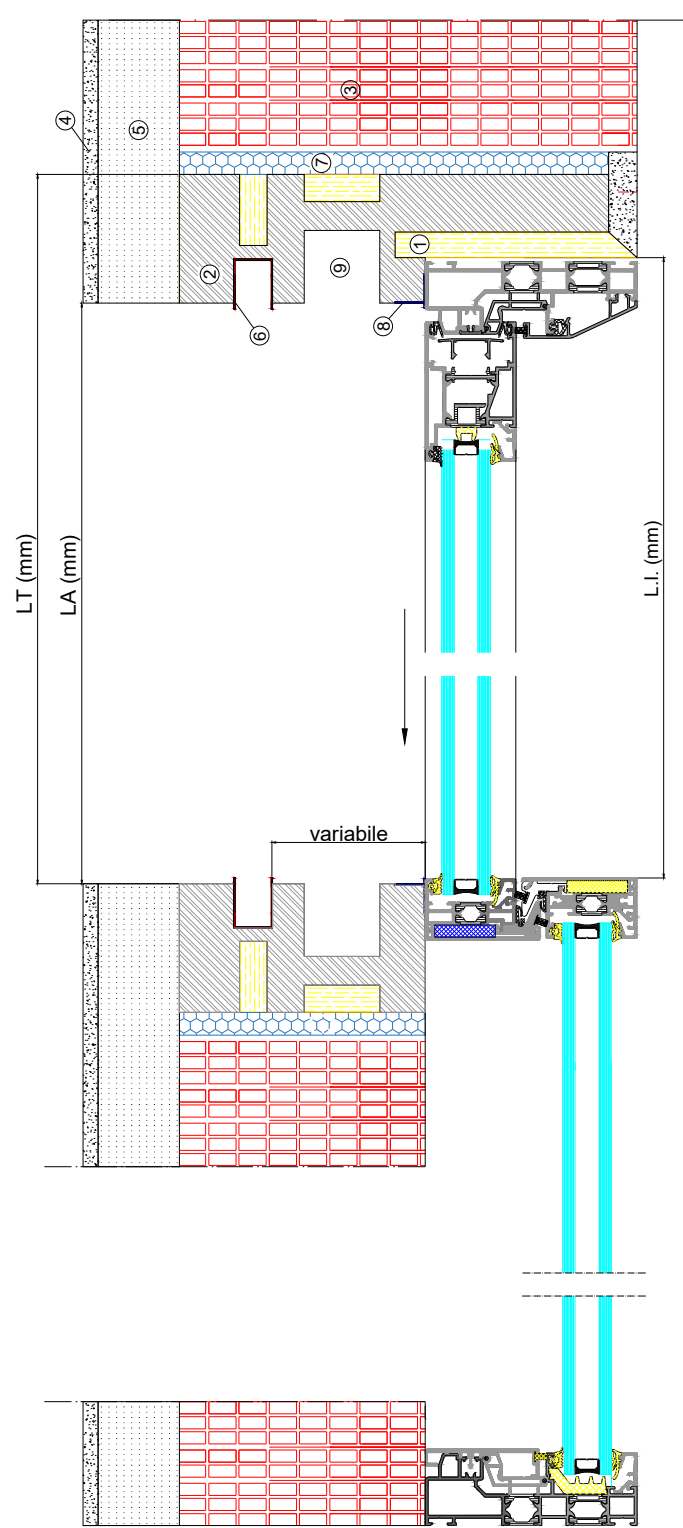 ④
⑤
③
⑦
①
②
⑨
⑥
⑧
LT (mm)
LA (mm)
L.I. (mm)
variabile